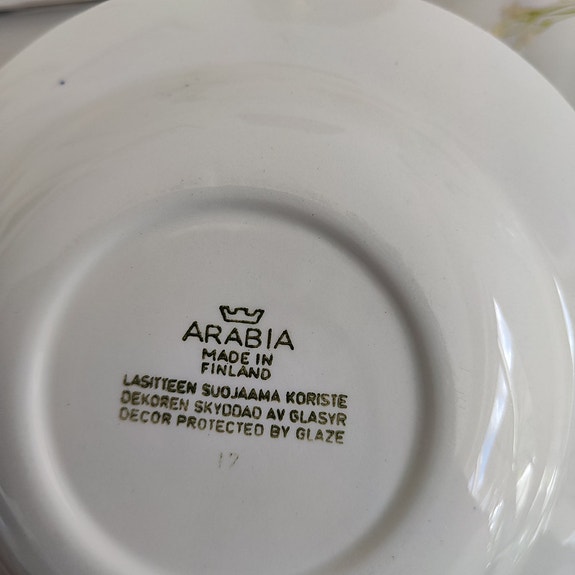 ARABIA
MADE IN
FINLAND
LASITTEEN SUOJAAMA KORISTE
DEKOREN SKYDDAD AV GLASYR
DECOR PROTECTED BY GLAZE
17